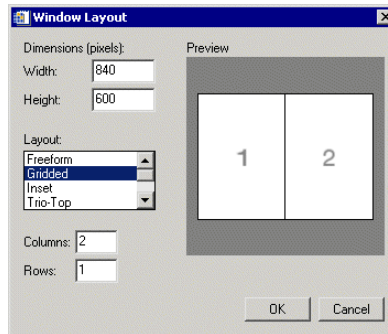 Window Layout
Dimensions (pixels):
Width: 840
Height: 600
Layout:
Freeform
Gridded
Inset
Trio-Top
Columns: 2
Rows: 1
Preview
1 2
OK Cancel